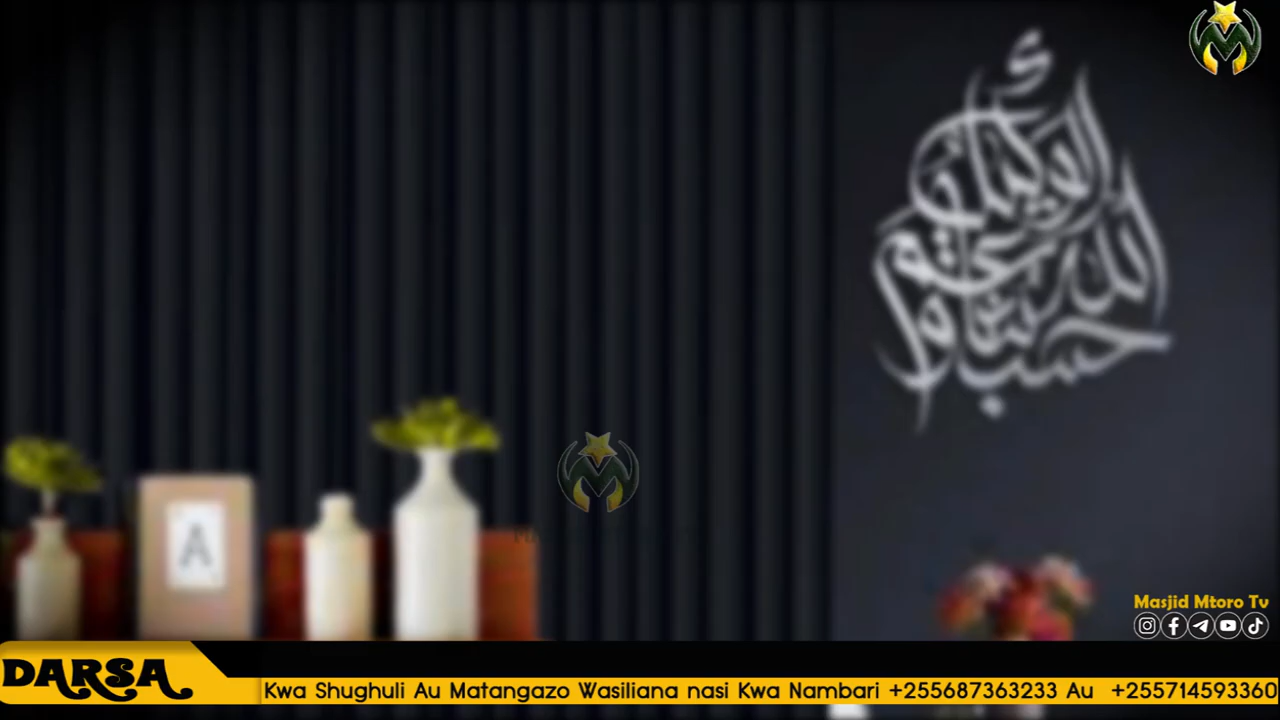 حسبنا الله ونعم الوكيل
A
Masjid Mtoro Tv
DARSA
Kwa Shughuli Au Matangazo Wasiliana nasi Kwa Nambari +255687363233 Au +255714593360